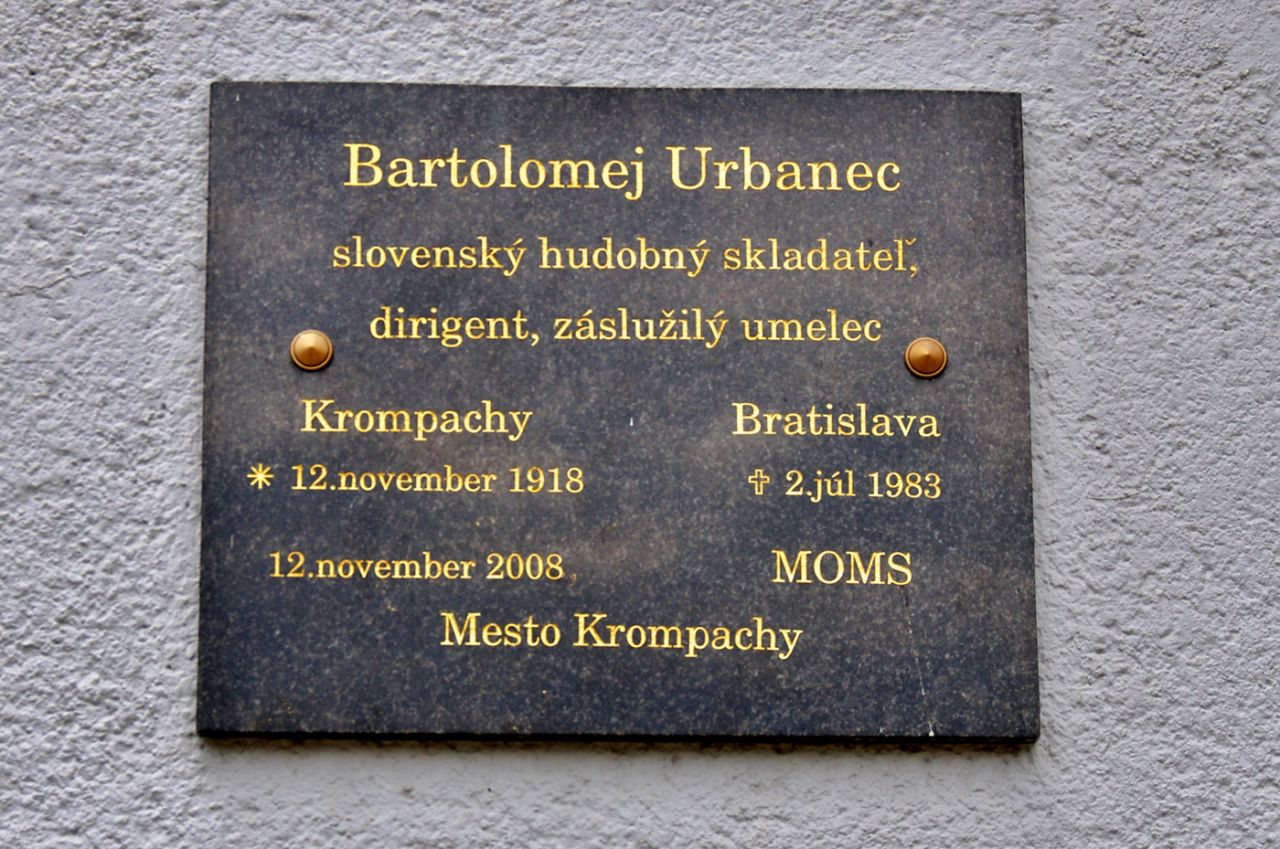 Bartolomej Urbanec
slovenský hudobný skladateľ,
dirigent, záslužilý umelec
Krompachy Bratislava
* 12.november 1918 ✝ 2.júl 1983
12.november 2008 MOMS
Mesto Krompachy